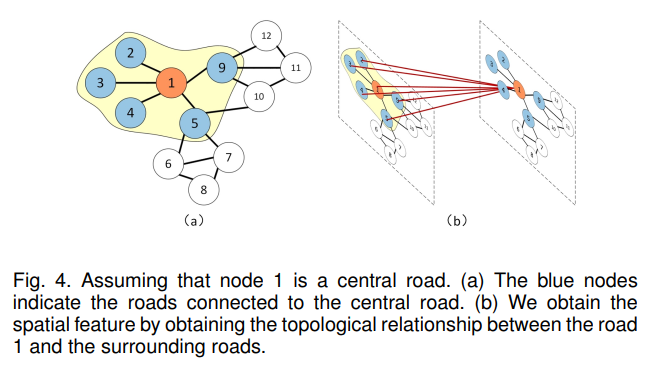 12
2
9
11
3
1
10
4
5
7
6
8
(a)
(b)
Fig. 4. Assuming that node 1 is a central road. (a) The blue nodes
indicate the roads connected to the central road. (b) We obtain the
spatial feature by obtaining the topological relationship between the road
1 and the surrounding roads.